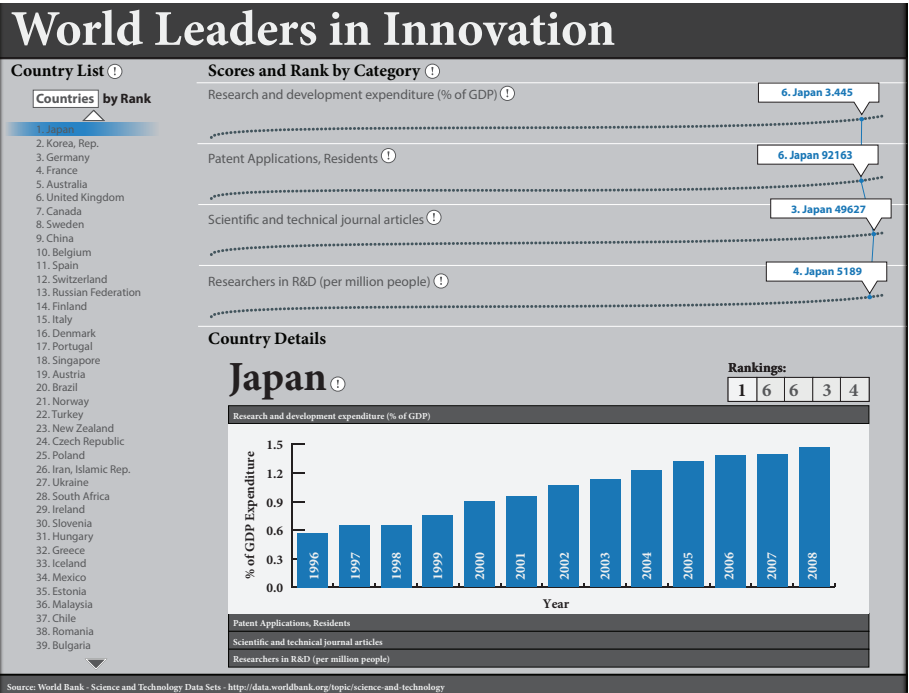 World Leaders in Innovation
Country List !
Countries by Rank
1. Japan
2. Korea, Rep.
3. Germany
4. France
5. Australia
6. United Kingdom
7. Canada
8. Sweden
9. China
10. Belgium
11. Spain
12. Switzerland
13. Russian Federation
14. Finland
15. Italy
16. Denmark
17. Portugal
18. Singapore
19. Austria
20. Brazil
21. Norway
22. Turkey
23. New Zealand
24. Czech Republic
25. Poland
26. Iran, Islamic Rep.
27. Ukraine
28. South Africa
29. Ireland
30. Slovenia
31. Hungary
32. Greece
33. Iceland
34. Mexico
35. Estonia
36. Malaysia
37. Chile
38. Romania
39. Bulgaria
Scores and Rank by Category !
Research and development expenditure (% of GDP) !
6. Japan 3.445
Patent Applications, Residents !
6. Japan 92163
Scientific and technical journal articles !
3. Japan 49627
Researchers in R&D (per million people) !
4. Japan 5189
Country Details
Japan !
Rankings:
1 6 6 3 4
Research and development expenditure (% of GDP)
% of GDP Expenditure
1.5
1.2
0.9
0.6
0.3
0.0
1996 1997 1998 1999 2000 2001 2002 2003 2004 2005 2006 2007 2008
Year
Patent Applications, Residents
Scientific and technical journal articles
Researchers in R&D (per million people)
Source: World Bank - Science and Technology Data Sets - http://data.worldbank.org/topic/science-and-technology